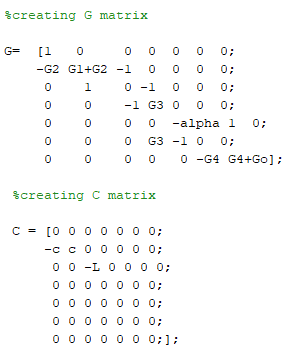 %creating G matrix
G= [1 0 0 0 0 0 0;
-G2 G1+G2 -1 0 0 0 0;
0 1 0 -1 0 0 0;
0 0 -1 G3 0 0 0;
0 0 0 0 -alpha 1 0;
0 0 0 G3 -1 0 0;
0 0 0 0 0 -G4 G4+Go];
%creating C matrix
C = [0 0 0 0 0 0 0;
-c c 0 0 0 0 0;
0 0 -L 0 0 0 0;
0 0 0 0 0 0 0;
0 0 0 0 0 0 0;
0 0 0 0 0 0 0;
0 0 0 0 0 0 0;];